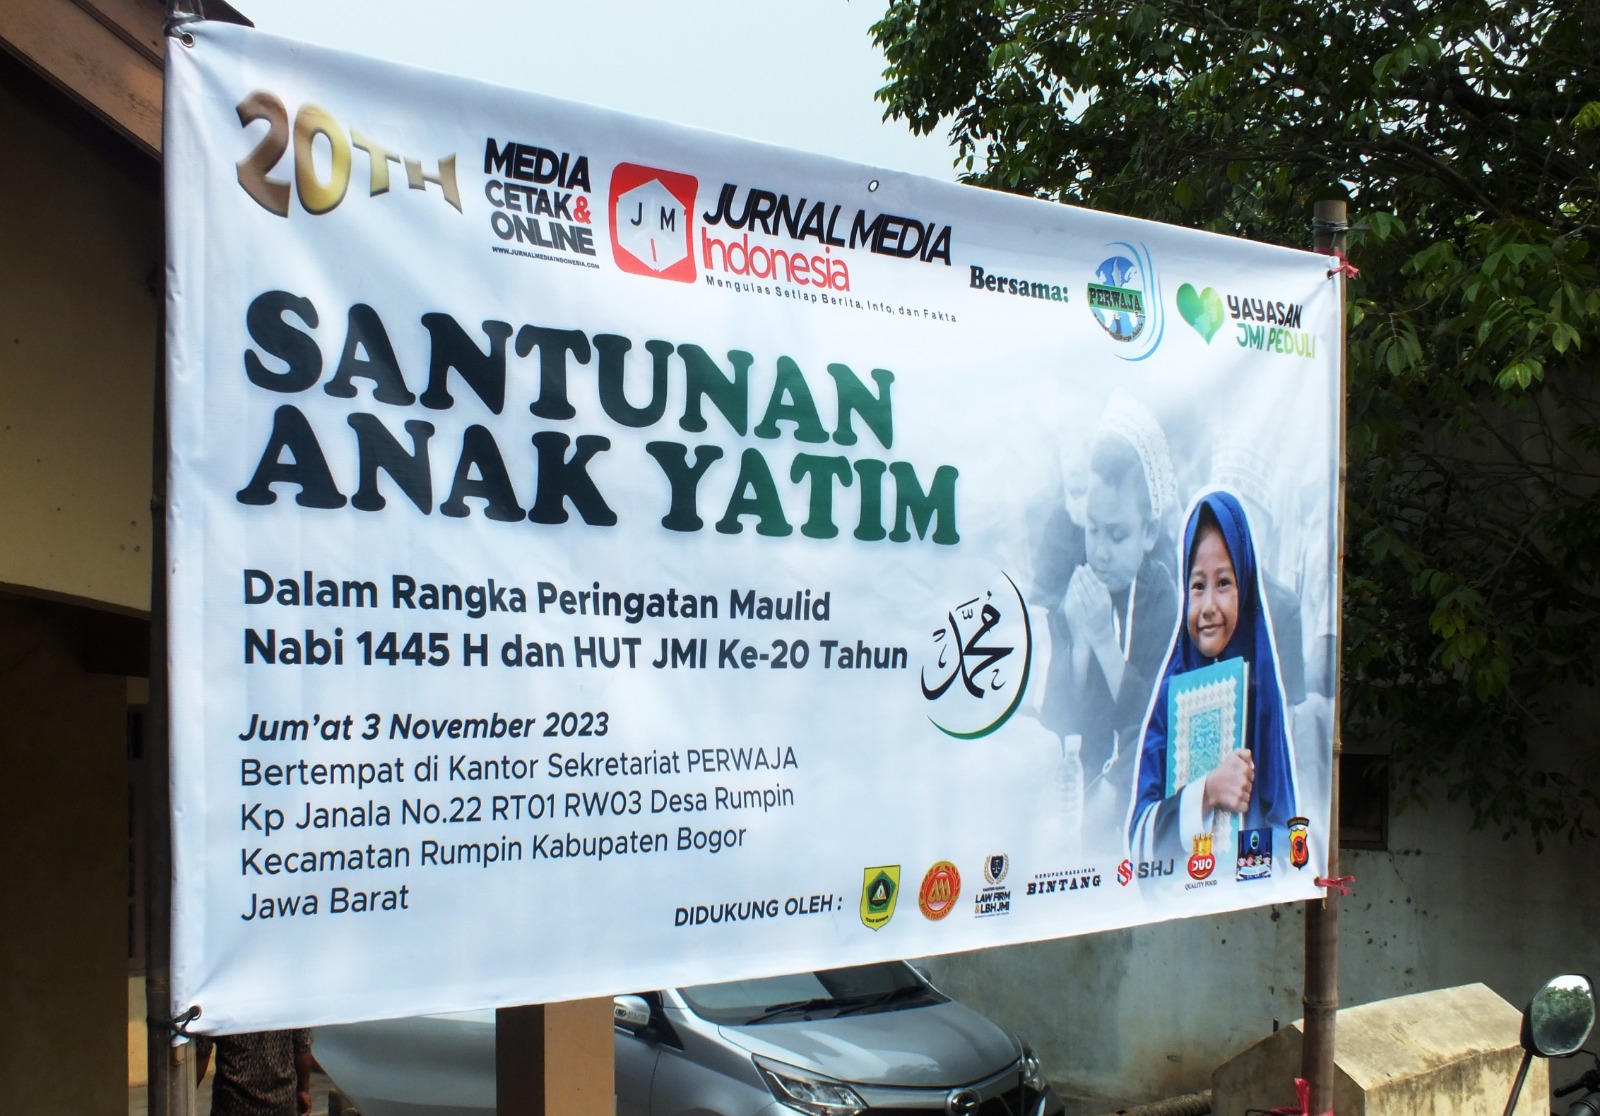 20TH
MEDIA
CETAK&
ONLINE
WWW.JURNALMEDIAINDONESIA.COM
J M
I
JURNAL MEDIA
Indonesia
Mengulas Setiap Berita, Info, dan Fakta
Bersama:
PERWAJA
YAYASAN
JMI PEDULI
SANTUNAN
ANAK YATIM
Dalam Rangka Peringatan Maulid
Nabi 1445 H dan HUT JMI Ke-20 Tahun
محمد
Jum'at 3 November 2023
Bertempat di Kantor Sekretariat PERWAJA
Kp Janala No.22 RT01 RW03 Desa Rumpin
Kecamatan Rumpin Kabupaten Bogor
Jawa Barat
DIDUKUNG OLEH :
LAW FIRM
& LBH JMI
KERUPUK RASA IKAN
BINTANG
SHJ
DUO
QUALITY FOOD